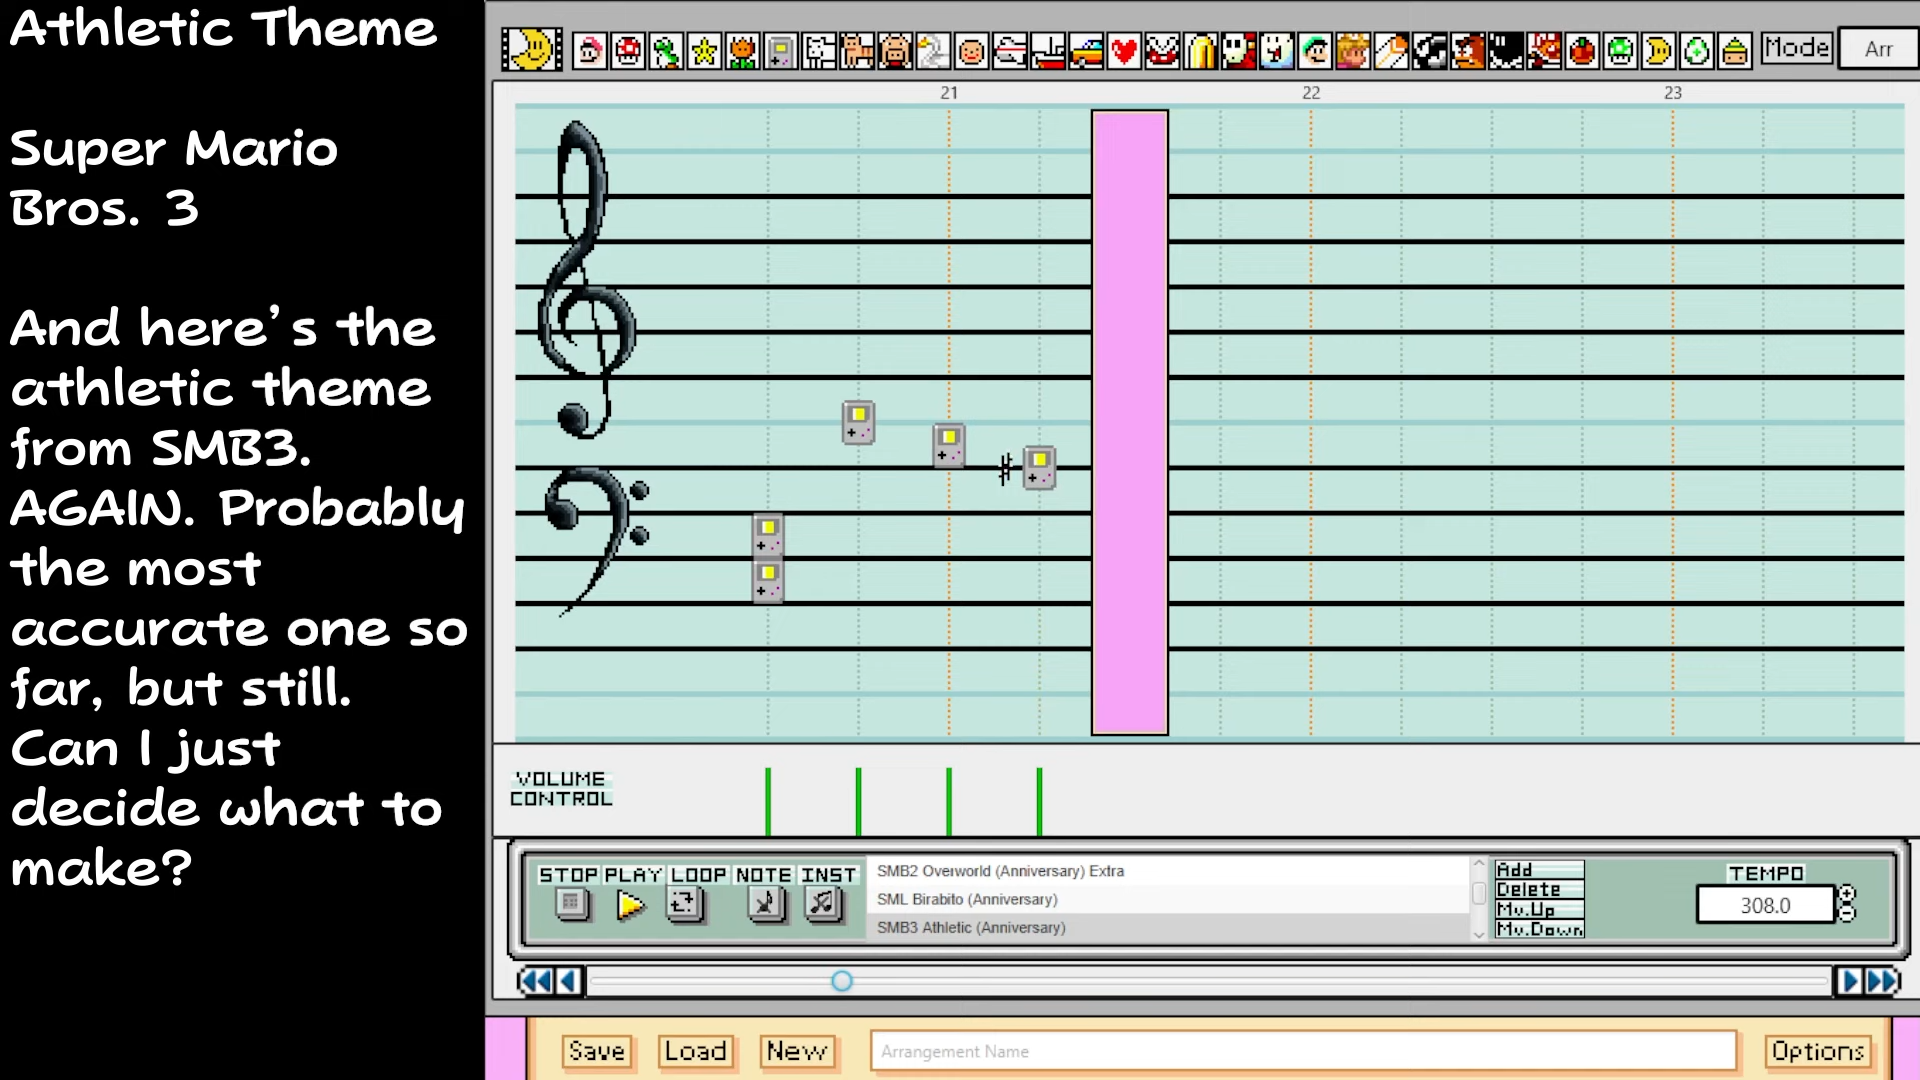 Athletic Theme
Super Mario
Bros. 3
And here's the
athletic theme
from SMB3.
AGAIN. Probably
the most
accurate one so
far, but still.
Can I just
decide what to
make?
Mode
Arr
21
22
23
VOLUME
CONTROL
STOP PLAY LOOP NOTE INST
SMB2 Overworld (Anniversary) Extra
SML Birabito (Anniversary)
SMB3 Athletic (Anniversary)
Add
Delete
Mv.Up
Mv.Down
TEMPO
308.0
Save
Load
New
Arrangement Name
Options